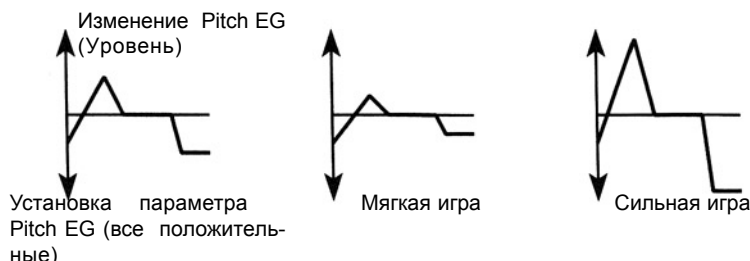 Изменение Pitch EG
(Уровень)
Установка параметра
Pitch EG (все положитель-
ные)
Мягкая игра
Сильная игра